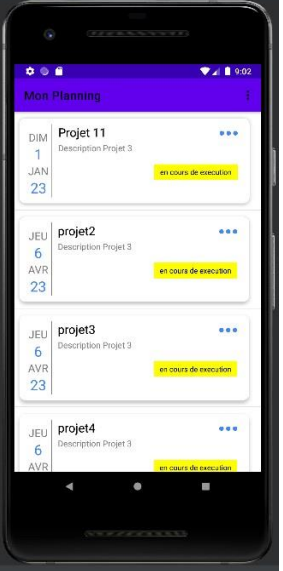 9:02
Mon Planning
DIM
1
JAN
23
Projet 11
Description Projet 3
en cours de execution
JEU
6
AVR
23
projet2
Description Projet 3
en cours de execution
JEU
6
AVR
23
projet3
Description Projet 3
en cours de execution
JEU
6
AVR
projet4
Description Projet 3
en cours de execution